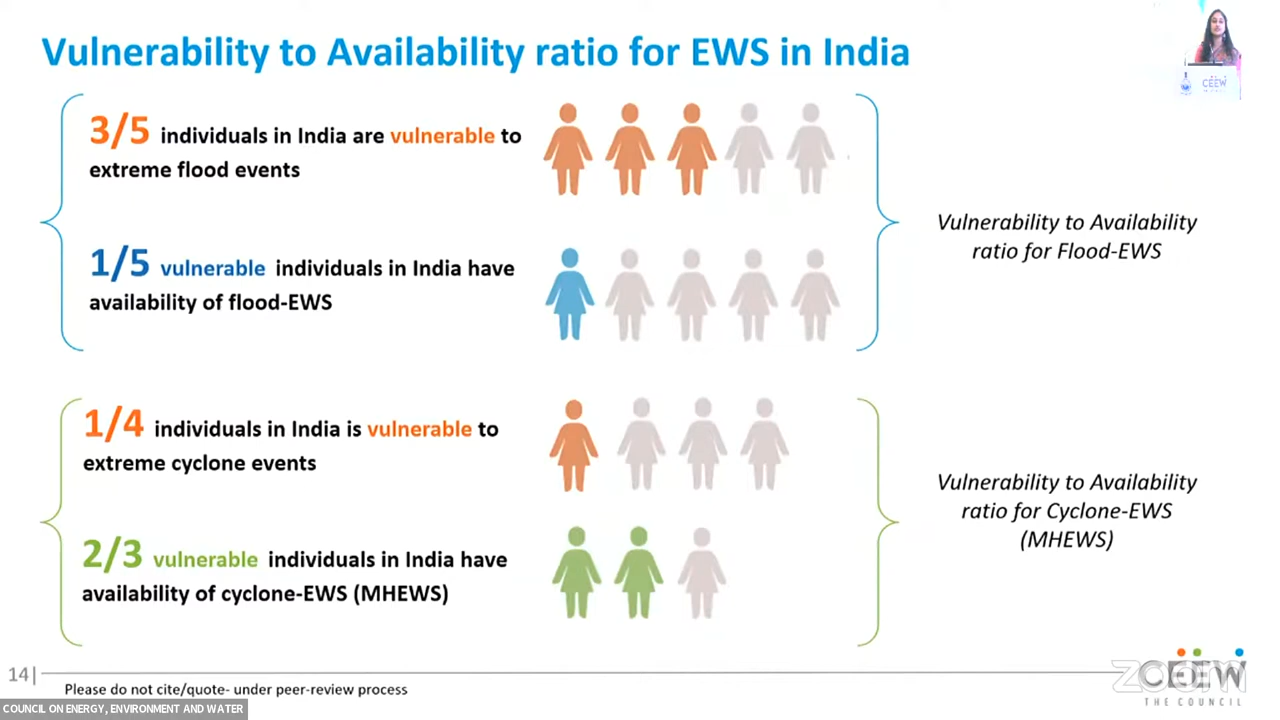 Vulnerability to Availability ratio for EWS in India
CEEW
3/5 individuals in India are vulnerable to
extreme flood events
1/5 vulnerable individuals in India have
availability of flood-EWS
Vulnerability to Availability
ratio for Flood-EWS
1/4 individuals in India is vulnerable to
extreme cyclone events
2/3 vulnerable individuals in India have
availability of cyclone-EWS (MHEWS)
Vulnerability to Availability
ratio for Cyclone-EWS
(MHEWS)
14|
Please do not cite/quote- under peer-review process
COUNCIL ON ENERGY, ENVIRONMENT AND WATER
zoom
CEEW
THE COUNCIL